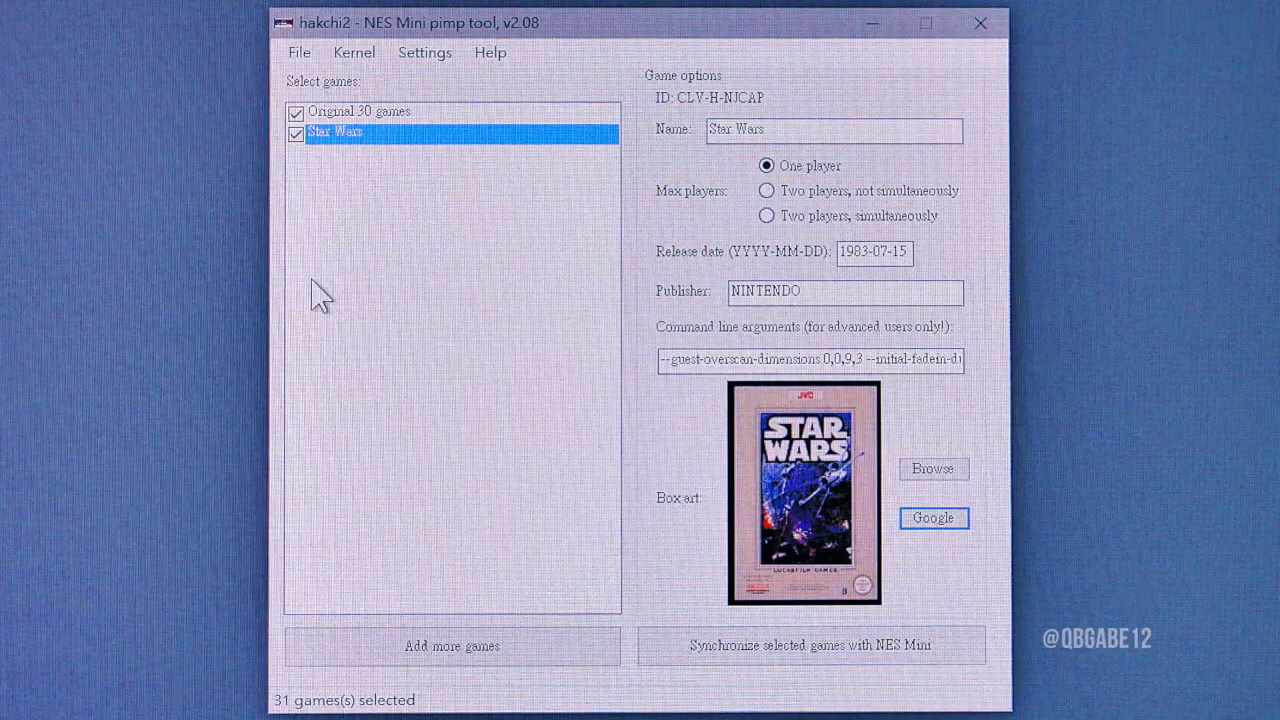 hakchi2 - NES Mini pimp tool, v2.08
File Kernel Settings Help
Select games:
Original 30 games
Star Wars
Game options
ID: CLV-H-NJCAP
Name: Star Wars
Max players:
One player
Two players, not simultaneously
Two players, simultaneously
Release date (YYYY-MM-DD): 1983-07-15
Publisher: NINTENDO
Command line arguments (for advanced users only!):
--guest-overscan-dimensions 0,0,9,3 --initial-fadein-du
Box art:
JVC
STAR
WARS
LUCASFILM GAMES
Browse
Google
Add more games
Synchronize selected games with NES Mini
31 games(s) selected
@QBGABE12